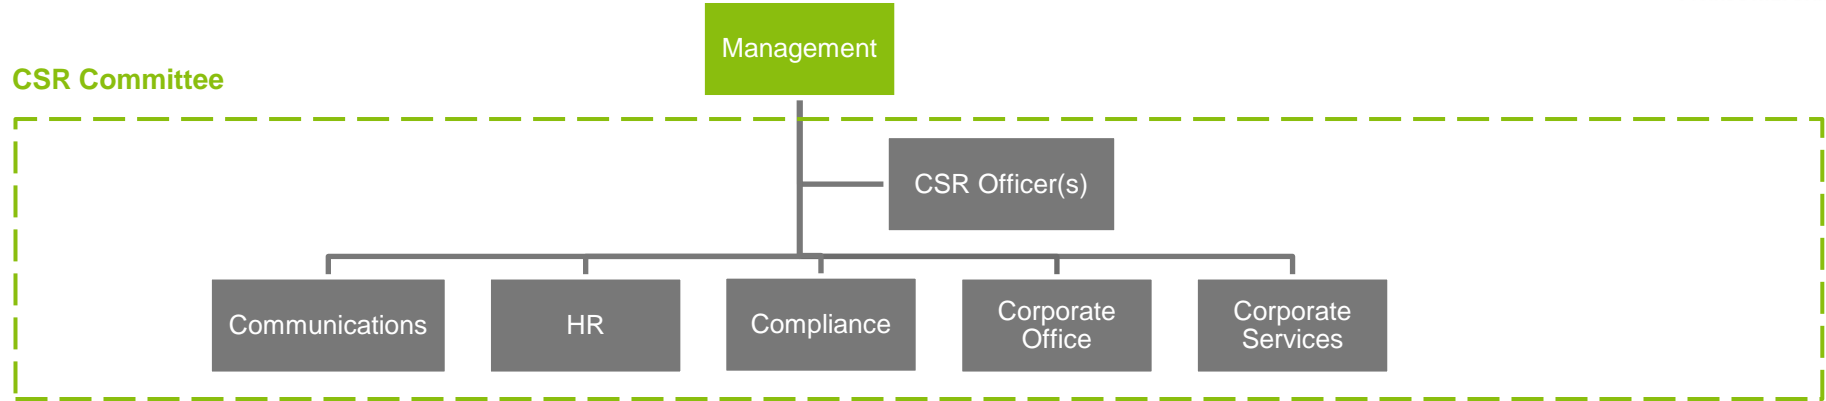 Management
CSR Committee
CSR Officer(s)
Communications
HR
Compliance
Corporate
Office
Corporate
Services